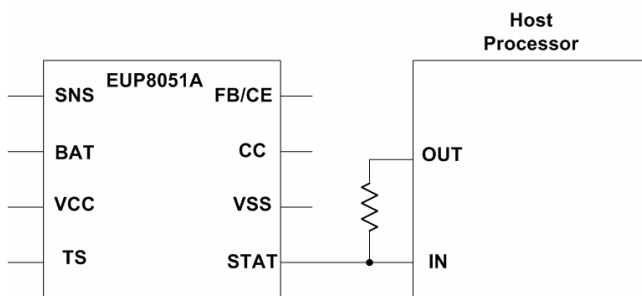 Host
Processor
EUP8051A
SNS
FB/CE
BAT
CC
OUT
VCC
VSS
TS
STAT
IN